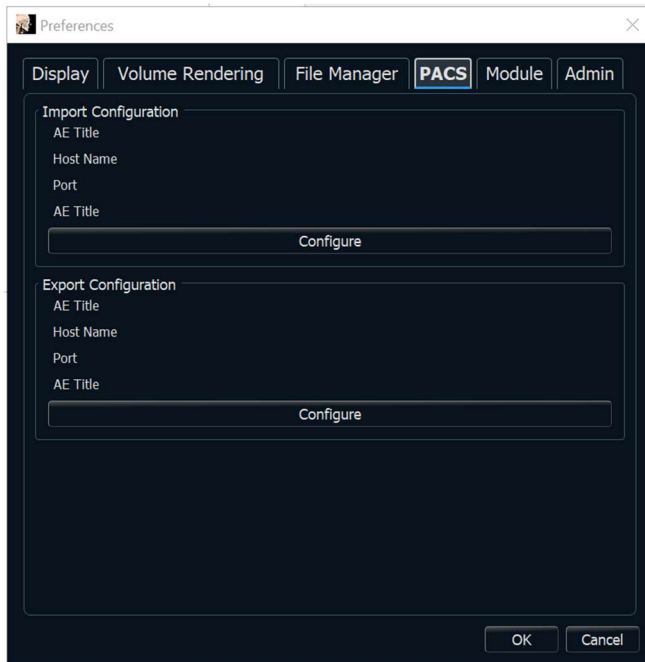 Preferences
Display Volume Rendering File Manager PACS Module Admin
Import Configuration
AE Title
Host Name
Port
AE Title
Configure
Export Configuration
AE Title
Host Name
Port
AE Title
Configure
OK Cancel